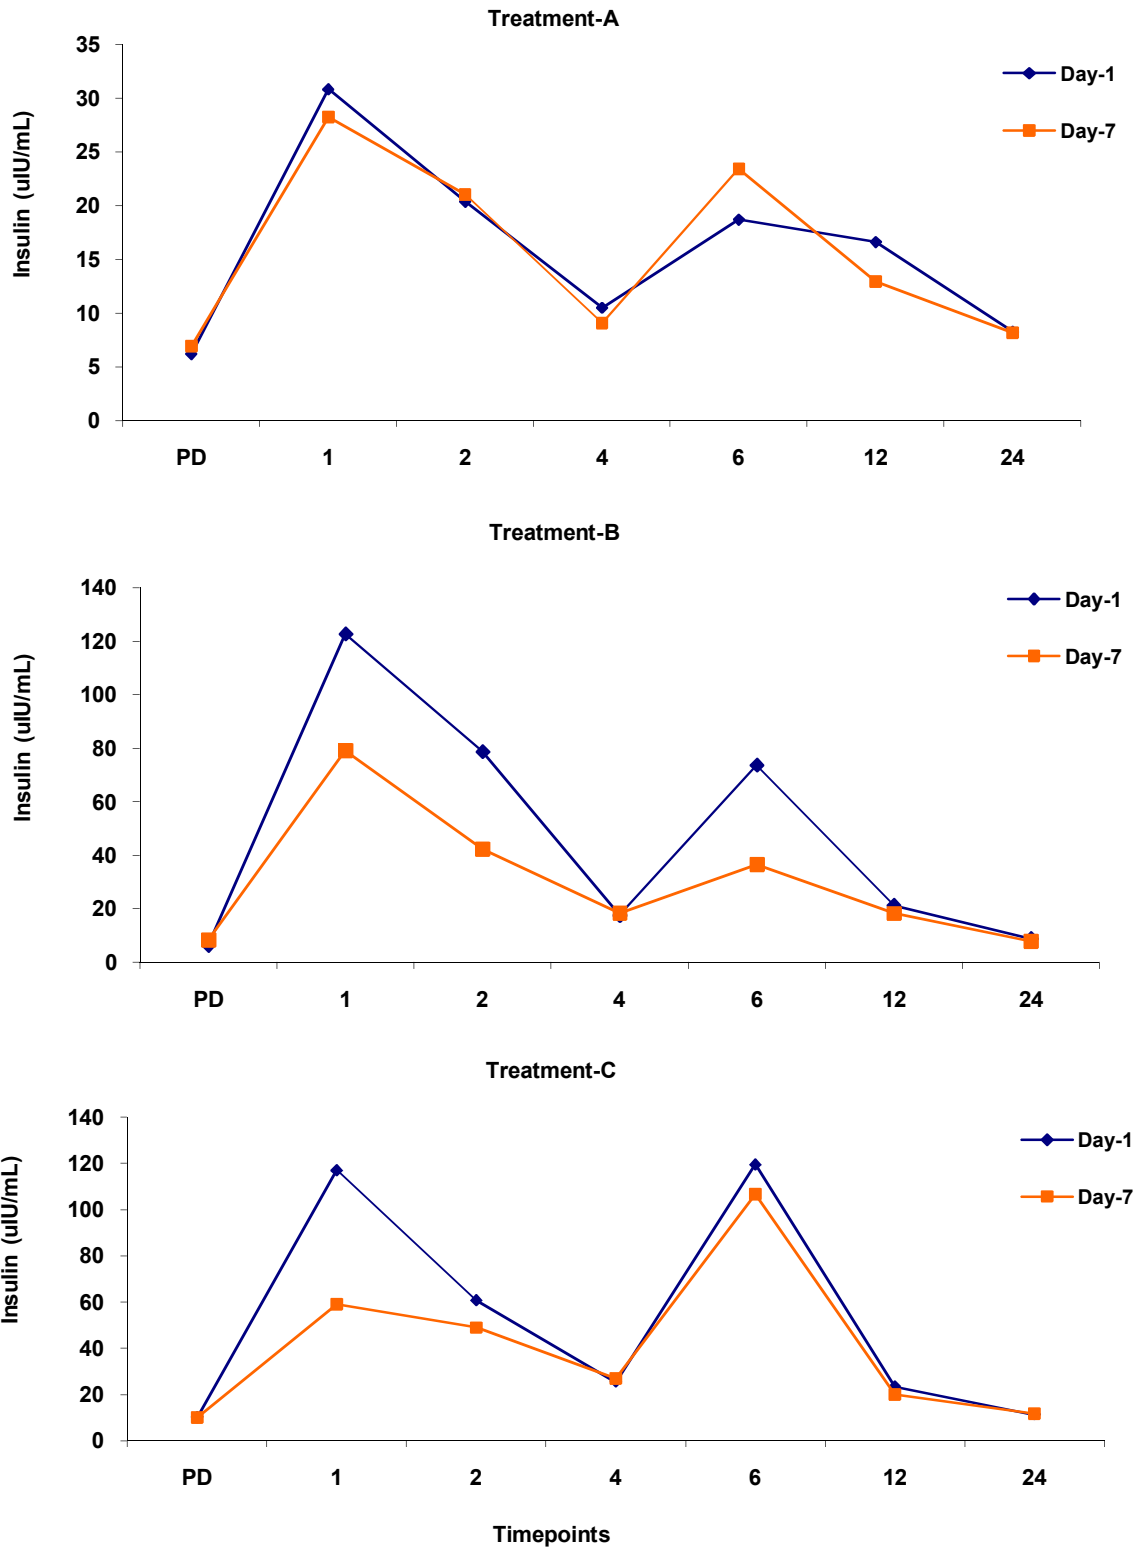 Treatment-A
Insulin (uIU/mL)
35
30
25
20
15
10
5
0
PD 1 2 4 6 12 24
Day-1
Day-7
Treatment-B
Insulin (uIU/mL)
140
120
100
80
60
40
20
0
PD 1 2 4 6 12 24
Day-1
Day-7
Treatment-C
Insulin (uIU/mL)
140
120
100
80
60
40
20
0
PD 1 2 4 6 12 24
Day-1
Day-7
Timepoints